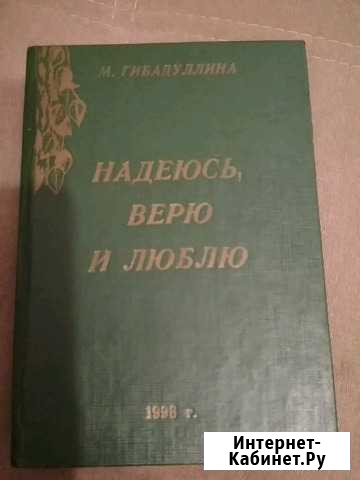 М. ГИБАДУЛЛИНА
НАДЕЮСЬ,
ВЕРЮ
И ЛЮБЛЮ
1998 г.
Интернет-
Кабинет.Ру